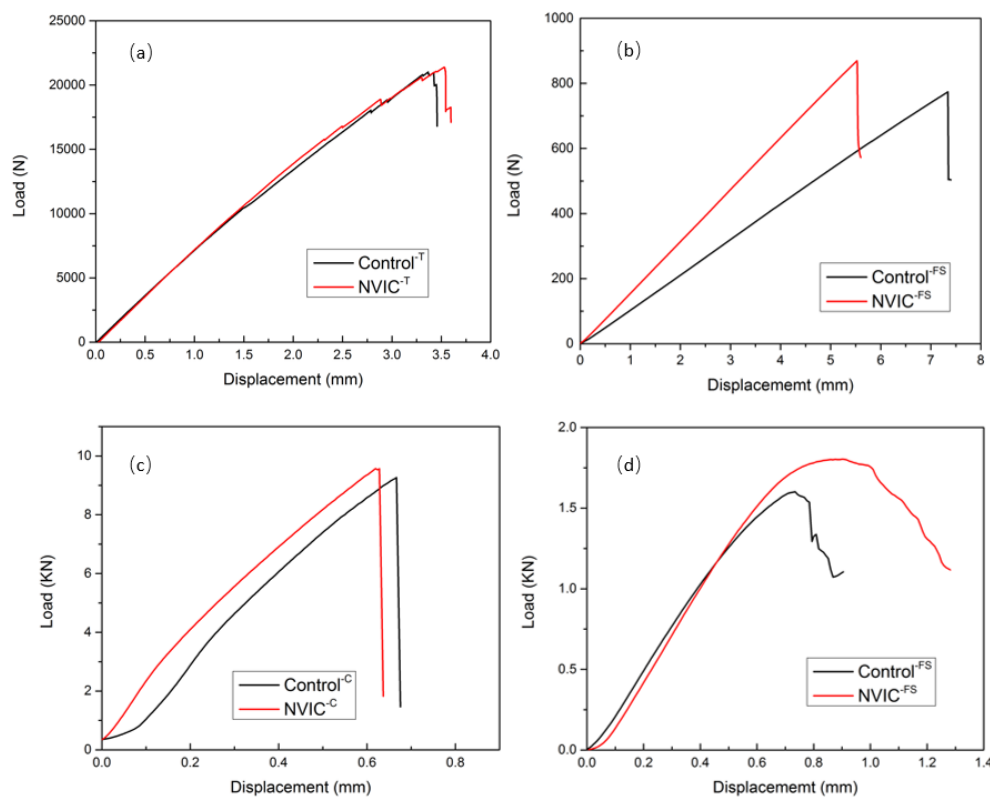 (a)
25000
20000
15000
10000
5000
0
Load (N)
0.0 0.5 1.0 1.5 2.0 2.5 3.0 3.5 4.0
Displacement (mm)
Control-T
NVIC-T
(b)
1000
800
600
400
200
0
Load (N)
0 1 2 3 4 5 6 7 8
Displacememt (mm)
Control-FS
NVIC-FS
(c)
10
8
6
4
2
0
Load (KN)
0.0 0.2 0.4 0.6 0.8
Displacement (mm)
Control-C
NVIC-C
(d)
2.0
1.5
1.0
0.5
0.0
Load (KN)
0.0 0.2 0.4 0.6 0.8 1.0 1.2 1.4
Displacement (mm)
Control-FS
NVIC-FS